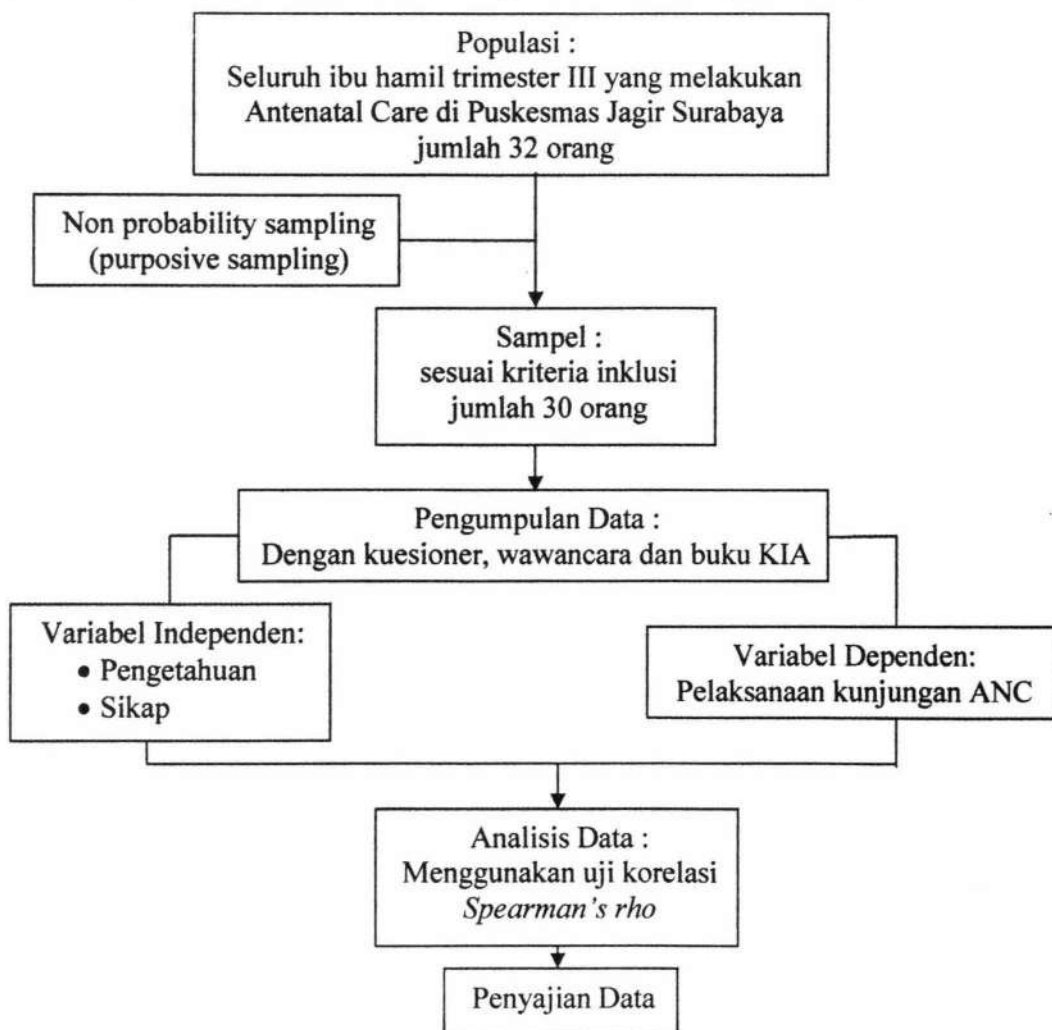 Populasi :
Seluruh ibu hamil trimester III yang melakukan
Antenatal Care di Puskesmas Jagir Surabaya
jumlah 32 orang
Non probability sampling
(purposive sampling)
Sampel :
sesuai kriteria inklusi
jumlah 30 orang
Pengumpulan Data :
Dengan kuesioner, wawancara dan buku KIA
Variabel Independen:
• Pengetahuan
• Sikap
Variabel Dependen:
Pelaksanaan kunjungan ANC
Analisis Data :
Menggunakan uji korelasi
Spearman's rho
Penyajian Data